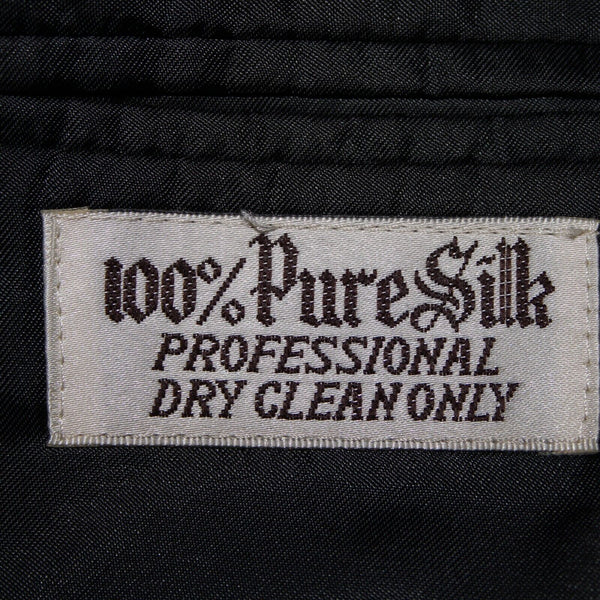 100% Pure Silk
PROFESSIONAL
DRY CLEAN ONLY